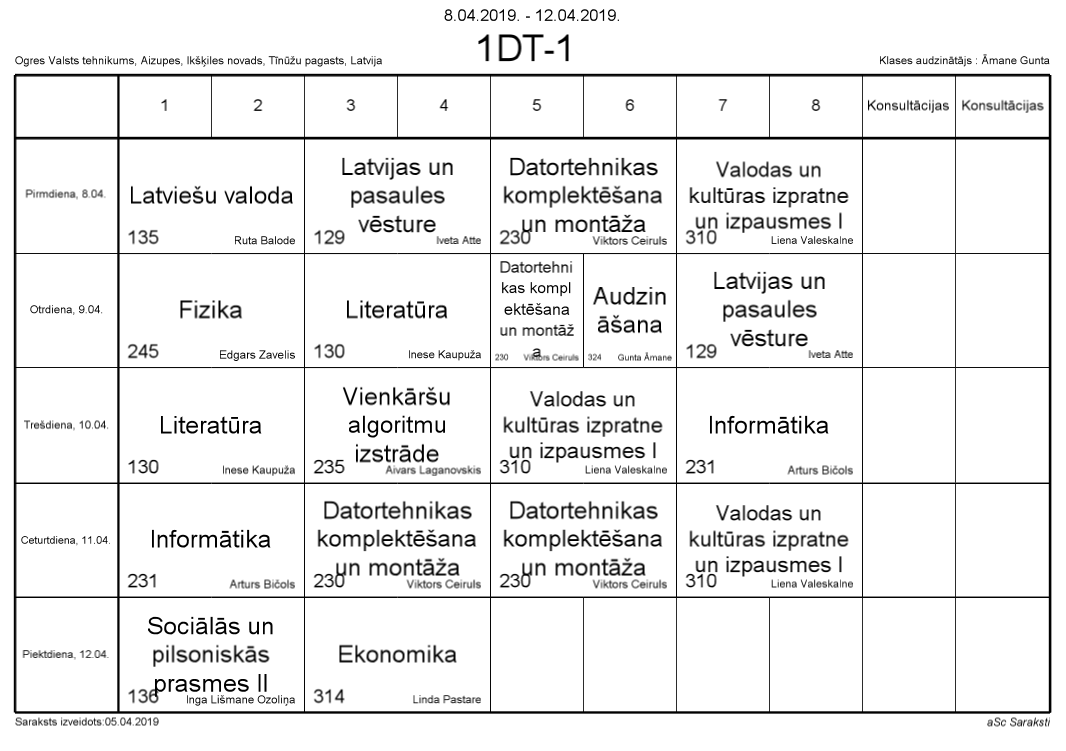 8.04.2019. - 12.04.2019.
1DT-1
Ogres Valsts tehnikums, Aizupes, Ikšķiles novads, Tīnūžu pagasts, Latvija
Klases audzinātājs : Āmane Gunta
1 2 3 4 5 6 7 8 Konsultācijas Konsultācijas
Pirmdiena, 8.04.
Latviešu valoda
135 Ruta Balode
Latvijas un
pasaules
vēsture
129 Iveta Atte
Datortehnikas
komplektēšana
un montāža
230 Viktors Ceiruls
Valodas un
kultūras izpratne
un izpausmes I
310 Liena Valeskalne
Otrdiena, 9.04.
Fizika
245 Edgars Zavelis
Literatūra
130 Inese Kaupuža
Datortehni
kas kompl
ektēšana
un montāž
a
230 Viktors Ceiruls
Audzin
āšana
324 Gunta Āmane
Latvijas un
pasaules
vēsture
129 Iveta Atte
Trešdiena, 10.04.
Literatūra
130 Inese Kaupuža
Vienkāršu
algoritmu
izstrāde
235 Aivars Laganovskis
Valodas un
kultūras izpratne
un izpausmes I
310 Liena Valeskalne
Informātika
231 Arturs Bičols
Ceturtdiena, 11.04.
Informātika
231 Arturs Bičols
Datortehnikas
komplektēšana
un montāža
230 Viktors Ceiruls
Datortehnikas
komplektēšana
un montāža
230 Viktors Ceiruls
Valodas un
kultūras izpratne
un izpausmes I
310 Liena Valeskalne
Piektdiena, 12.04.
Sociālās un
pilsoniskās
prasmes II
136 Inga Lišmane Ozoliņa
Ekonomika
314 Linda Pastare
Saraksts izveidots:05.04.2019
aSc Saraksti